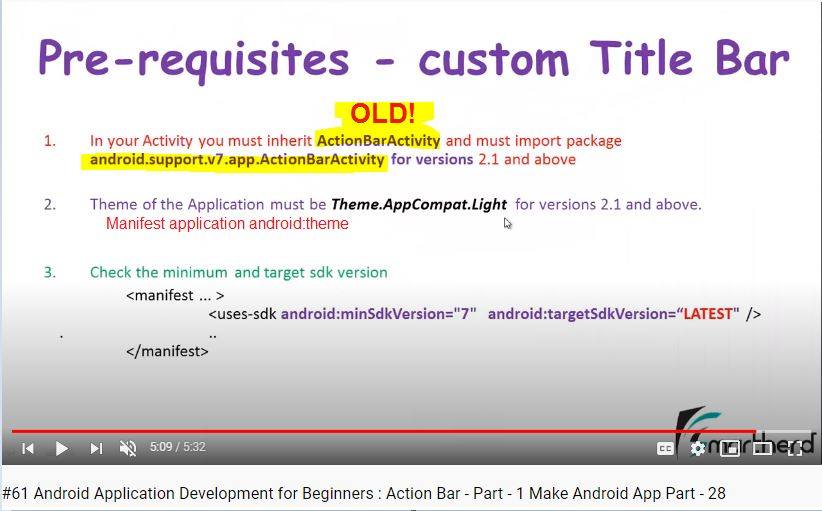 Pre-requisites - custom Title Bar
OLD!
1. In your Activity you must inherit ActionBarActivity and must import package
android.support.v7.app.ActionBarActivity for versions 2.1 and above
2. Theme of the Application must be Theme.AppCompat.Light for versions 2.1 and above.
Manifest application android:theme
3. Check the minimum and target sdk version
<manifest ... >
<uses-sdk android:minSdkVersion="7" android:targetSdkVersion=“LATEST" />
. ..
</manifest>
smartherd
5:09 / 5:32
CC
#61 Android Application Development for Beginners : Action Bar - Part - 1 Make Android App Part - 28